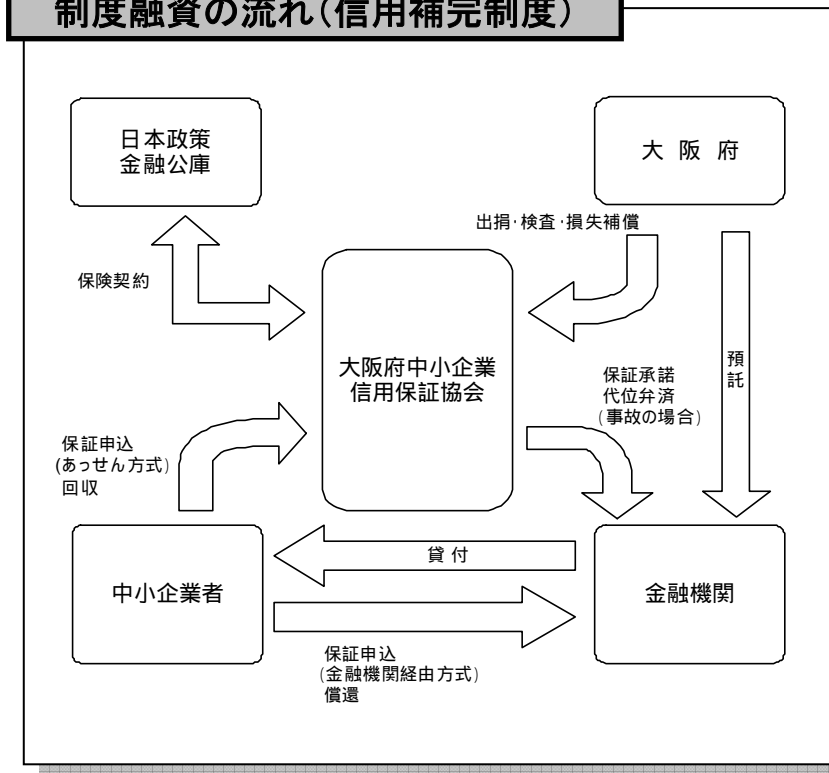 制度融資の流れ(信用補完制度)
日本政策
金融公庫
大 阪 府
出捐・検査・損失補償
保険契約
大阪府中小企業
信用保証協会
預
託
保証承諾
代位弁済
(事故の場合)
保証申込
(あっせん方式)
回収
貸 付
中小企業者
金融機関
保証申込
(金融機関経由方式)
償還